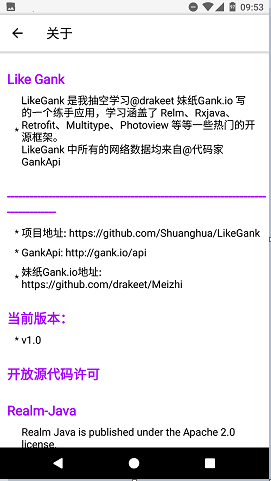 09:53
关于
Like Gank
LikeGank 是我抽空学习@drakeet 妹纸Gank.io 写
的一个练手应用，学习涵盖了 Relm、Rxjava、
* Retrofit、Multitype、Photoview 等等一些热门的开
源框架。
LikeGank 中所有的网络数据均来自@代码家
GankApi
* 项目地址: https://github.com/Shuanghua/LikeGank
* GankApi: http://gank.io/api
* 妹纸Gank.io地址:
https://github.com/drakeet/Meizhi
当前版本：
* v1.0
开放源代码许可
Realm-Java
Realm Java is published under the Apache 2.0
license